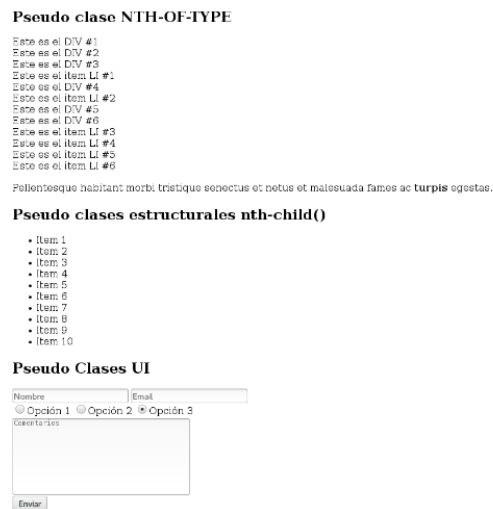 Pseudo clase NTH-OF-TYPE
Este es el DIV #1
Este es el DIV #2
Este es el DIV #3
Este es el item LI #1
Este es el DIV #4
Este es el item LI #2
Este es el DIV #5
Este es el DIV #6
Este es el item LI #3
Este es el item LI #4
Este es el item LI #5
Este es el item LI #6
Pellentesque habitant morbi tristique senectus et netus et malesuada fames ac turpis egestas.
Pseudo clases estructurales nth-child()
• Item 1
• Item 2
• Item 3
• Item 4
• Item 5
• Item 6
• Item 7
• Item 8
• Item 9
• Item 10
Pseudo Clases UI
Nombre Email
Opción 1 Opción 2 Opción 3
Comentarios
Enviar